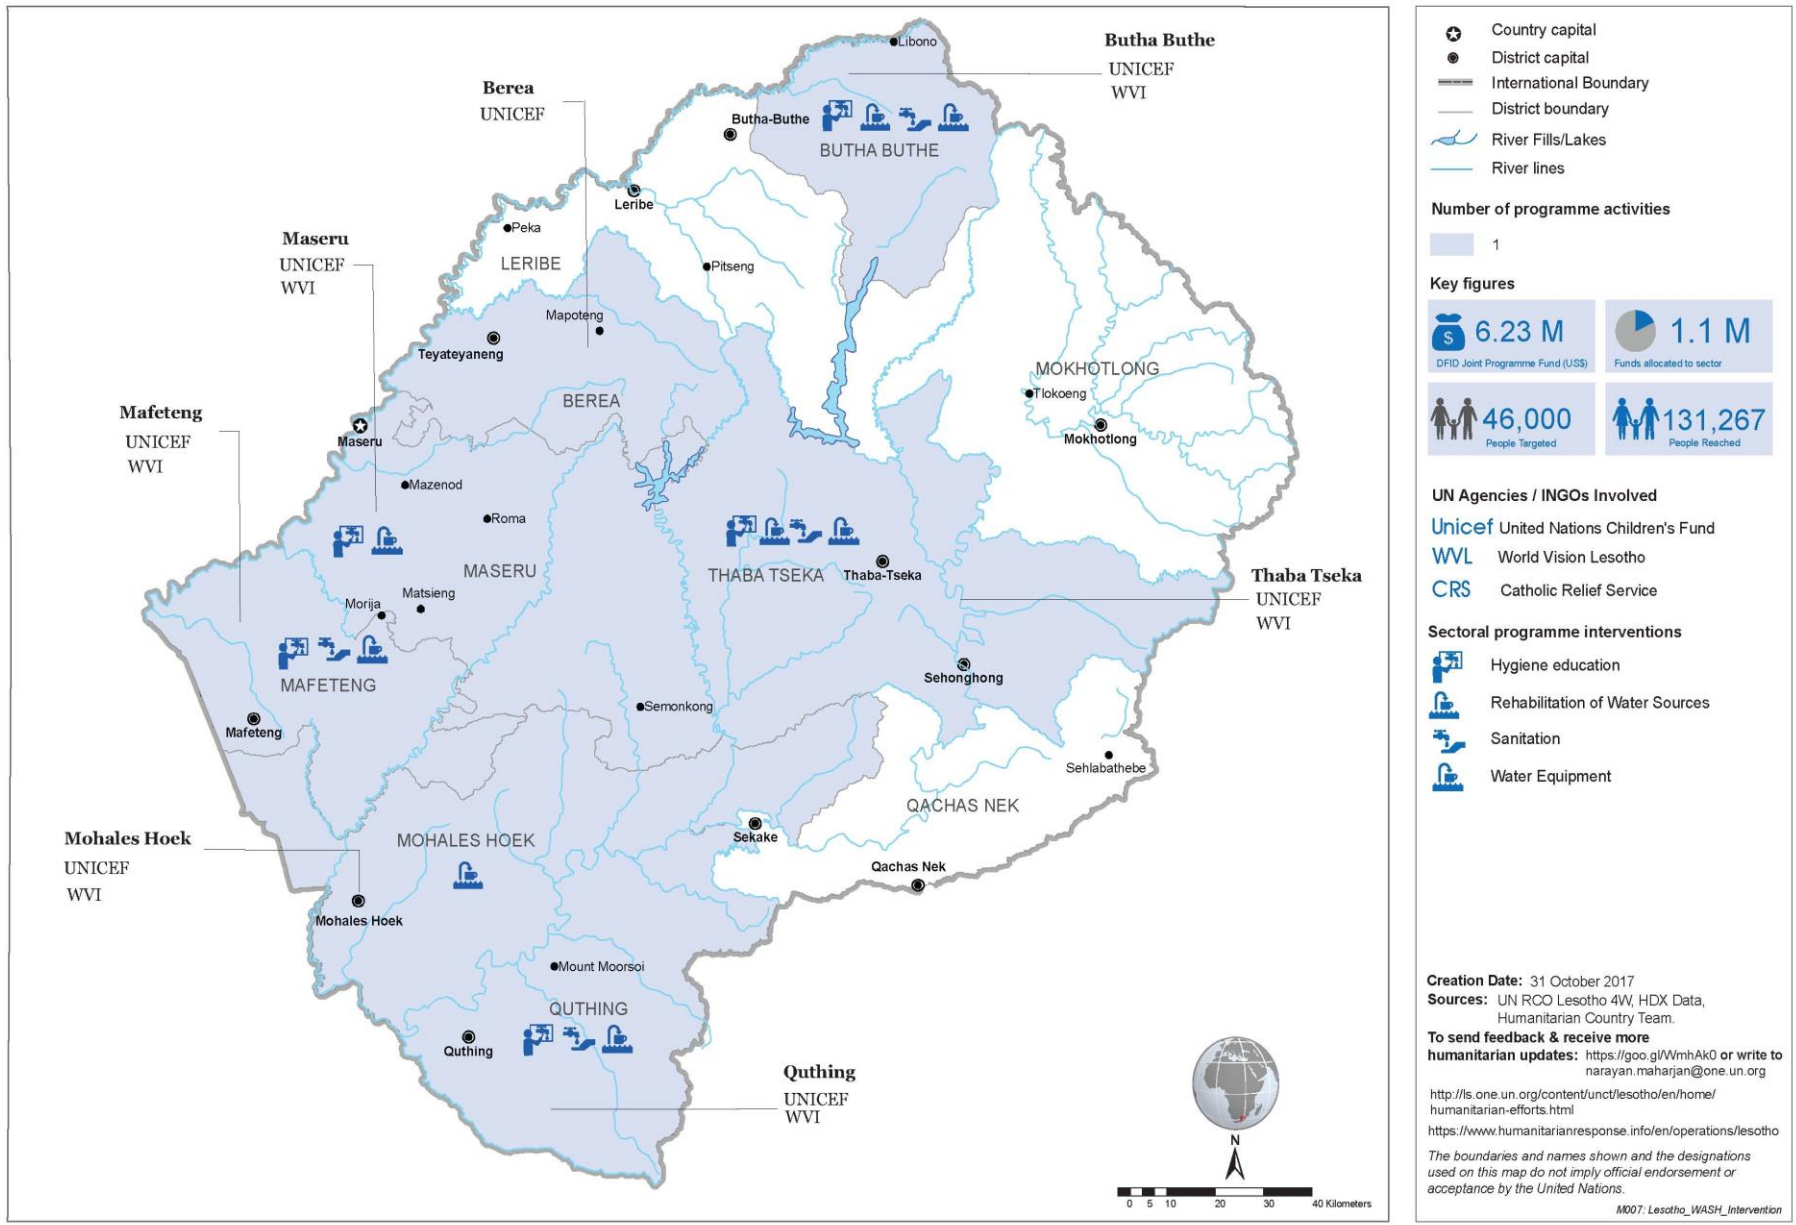 Butha Buthe
UNICEF
WVI
Berea
UNICEF
Maseru
UNICEF
WVI
Mafeteng
UNICEF
WVI
Mohales Hoek
UNICEF
WVI
Thaba Tseka
UNICEF
WVI
Quthing
UNICEF
WVI
Libono
Butha-Buthe
BUTHA BUTHE
Leribe
Peka
LERIBE
Pitseng
Mapoteng
Teyateyaneng
BEREA
MOKHOTLONG
Tlokoeng
Mokhotlong
Maseru
Mazenod
Roma
MASERU
THABA TSEKA
Thaba-Tseka
Morija
Matsieng
MAFETENG
Mafeteng
Semonkong
Sehonghong
Sehlabathebe
QACHAS NEK
Sekake
Qachas Nek
MOHALES HOEK
Mohales Hoek
Mount Moorsoi
QUTHING
Quthing
N
0 5 10 20 30 40 Kilometers
Country capital
District capital
International Boundary
District boundary
River Fills/Lakes
River lines
Number of programme activities
1
Key figures
$
6.23 M
DFID Joint Programme Fund (US$)
1.1 M
Funds allocated to sector
46,000
People Targeted
131,267
People Reached
UN Agencies / INGOs Involved
Unicef United Nations Children's Fund
WVL World Vision Lesotho
CRS Catholic Relief Service
Sectoral programme interventions
Hygiene education
Rehabilitation of Water Sources
Sanitation
Water Equipment
Creation Date: 31 October 2017
Sources: UN RCO Lesotho 4W, HDX Data,
Humanitarian Country Team.
To send feedback & receive more
humanitarian updates: https://goo.gl/WmhAk0 or write to
narayan.maharjan@one.un.org
http://ls.one.un.org/content/unct/lesotho/en/home/
humanitarian-efforts.html
https://www.humanitarianresponse.info/en/operations/lesotho
The boundaries and names shown and the designations
used on this map do not imply official endorsement or
acceptance by the United Nations.
M007: Lesotho_WASH_Intervention